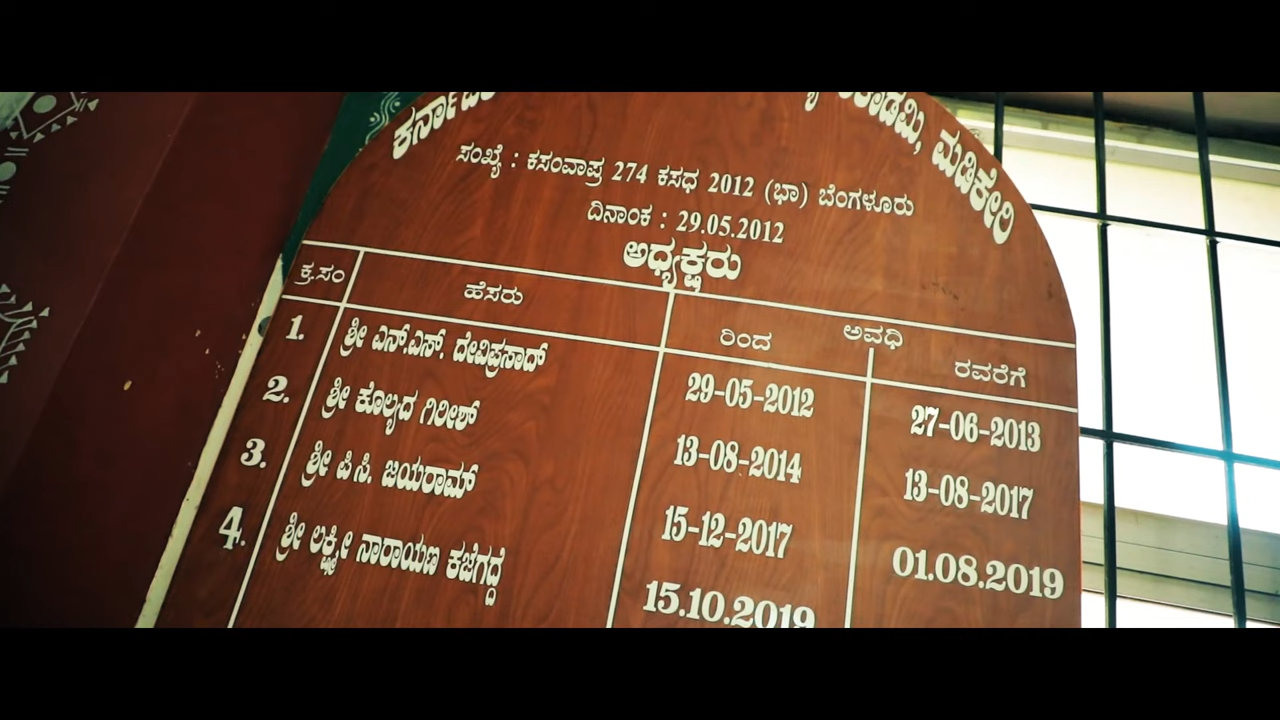 ಅಕಾಡಮಿ, ಮಡಿಕೇರಿ
ಸಂಖ್ಯೆ : ಕಸಂವಾಪ್ರ 274 ಕಸಧ 2012 (ಭಾ) ಬೆಂಗಳೂರು
ದಿನಾಂಕ : 29.05.2012
ಅಧ್ಯಕ್ಷರು
ಕ್ರ.ಸಂ ಹೆಸರು ಅವಧಿ
ರಿಂದ ರವರೆಗೆ
1. ಶ್ರೀ ಎನ್.ಎಸ್. ದೇವಿಪ್ರಸಾದ್ 29-05-2012 27-06-2013
2. ಶ್ರೀ ಕೊಲ್ಯದ ಗಿರೀಶ್ 13-08-2014 13-08-2017
3. ಶ್ರೀ ಪಿ.ಸಿ. ಜಯರಾಮ್ 15-12-2017 01.08.2019
4. ಶ್ರೀ ಲಕ್ಷ್ಮೀ ನಾರಾಯಣ ಕಜೆಗದ್ದೆ 15.10.2019